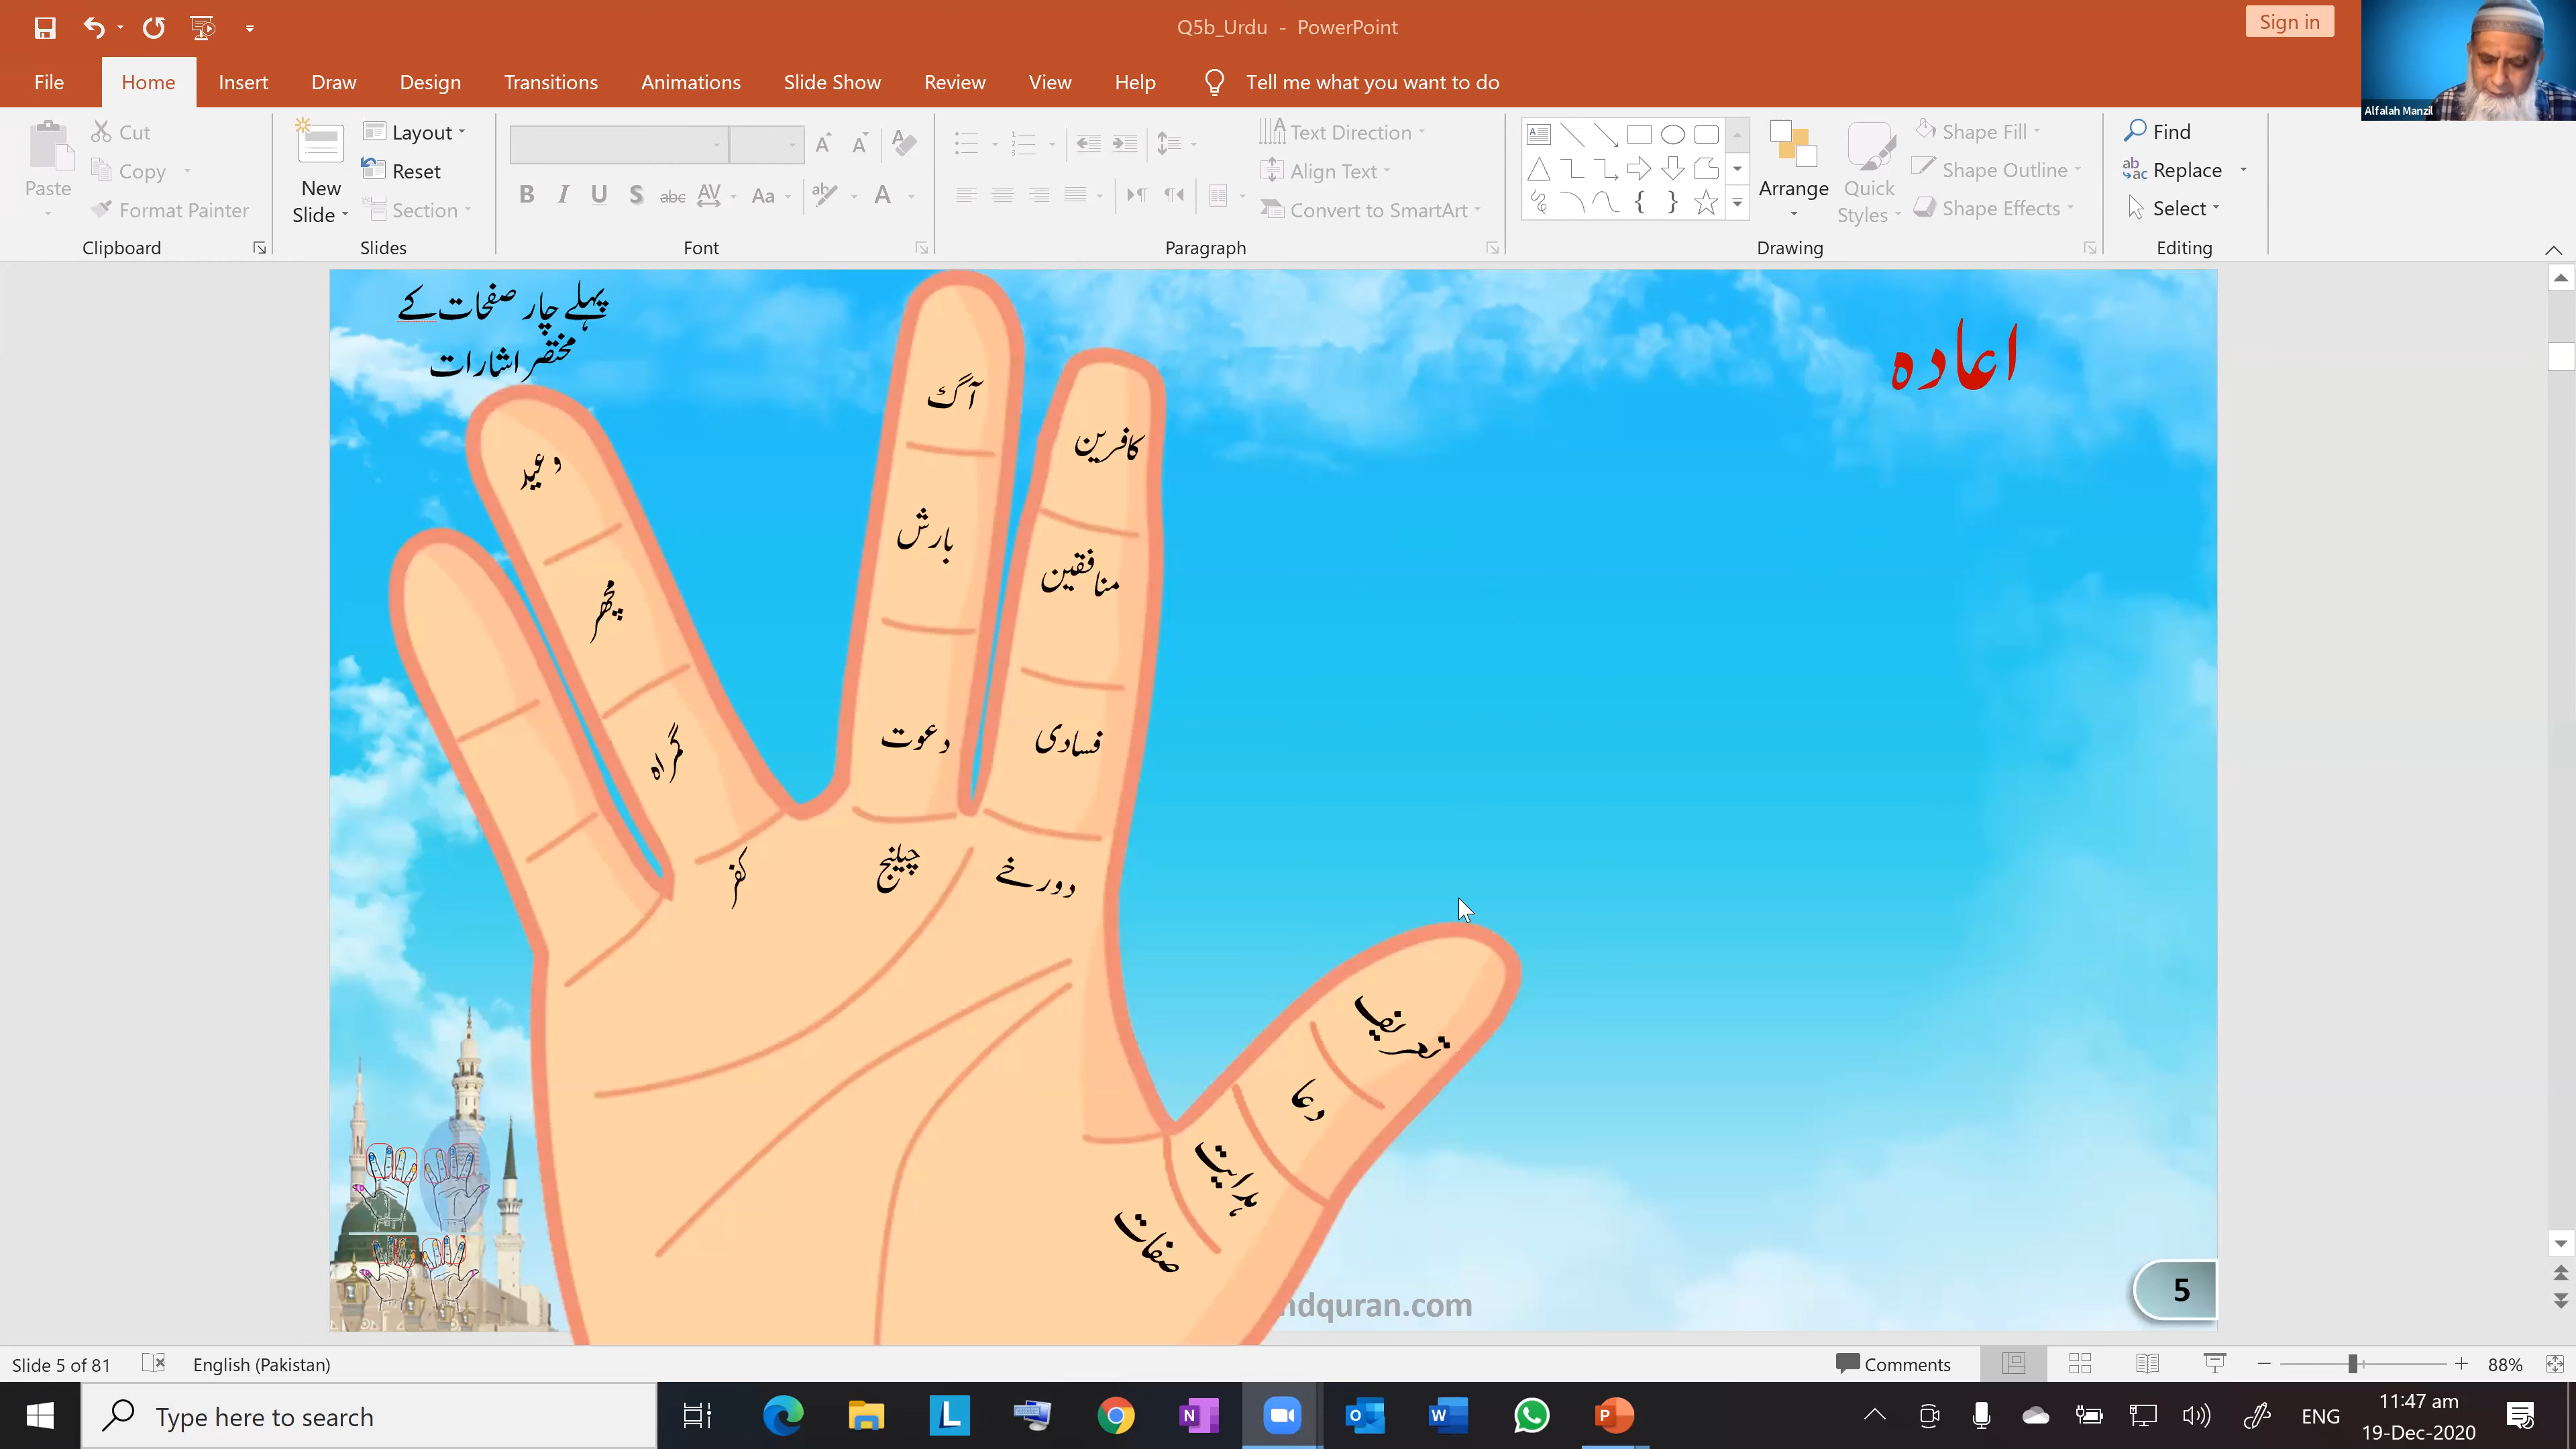 Q5b_Urdu - PowerPoint
Sign in
Alfalah Manzil
File Home Insert Draw Design Transitions Animations Slide Show Review View Help Tell me what you want to do
Paste
Cut
Copy
Format Painter
Clipboard
New Slide
Layout
Reset
Section
Slides
B I U S abc AV Aa A
Font
Text Direction
Align Text
Convert to SmartArt
Paragraph
Arrange
Quick Styles
Shape Fill
Shape Outline
Shape Effects
Drawing
Find
Replace
Select
Editing
پہلے چار صفحات کے
مختصر اشارات
اعادہ
تعریف
دعا
ہدایت
صفات
کافرین
منافقین
فسادی
دورخے
آگ
بارش
دعوت
چیلنج
وعید
مچھر
گمراہ
کفر
ndquran.com
5
Slide 5 of 81 English (Pakistan) Comments 88%
Type here to search
ENG
11:47 am
19-Dec-2020